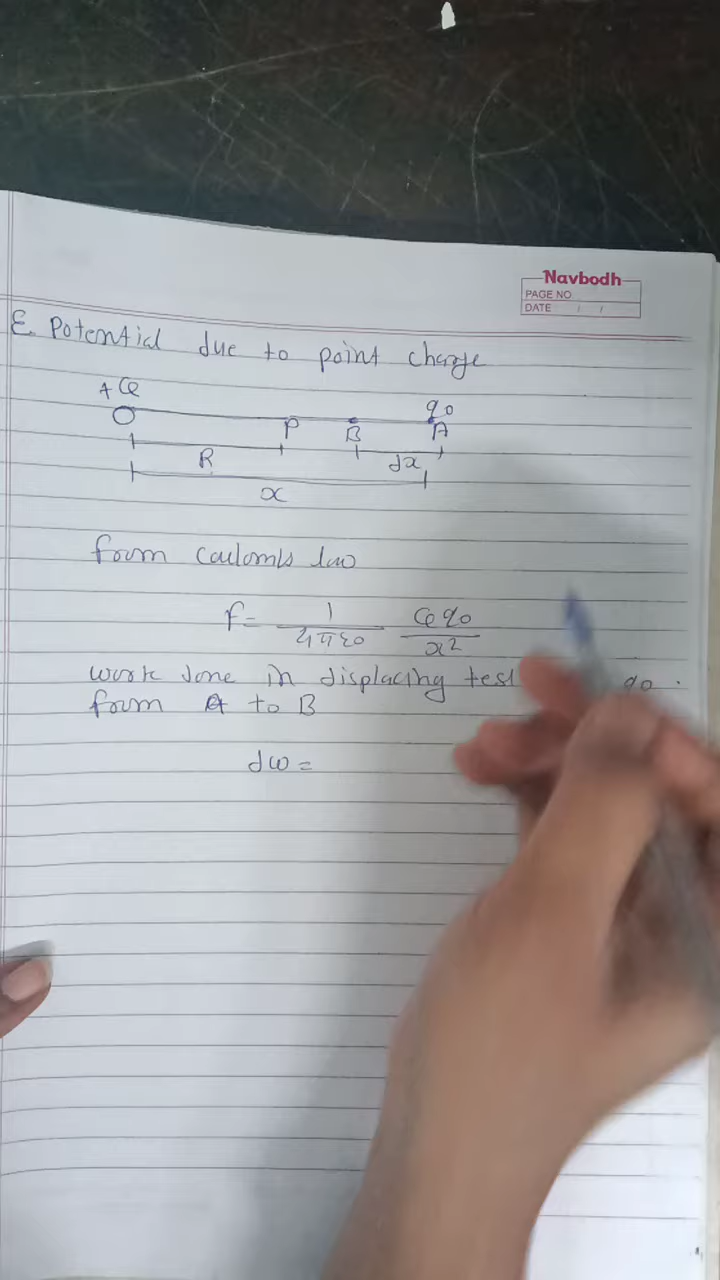 Navbodh
PAGE NO
DATE / /
E. potential due to point charge
+Q
q0
P B A
R dx
x
from Coulombs law
F= 1/4πε0 Qq0/x²
work done in displacing test q0.
from A to B
dw =